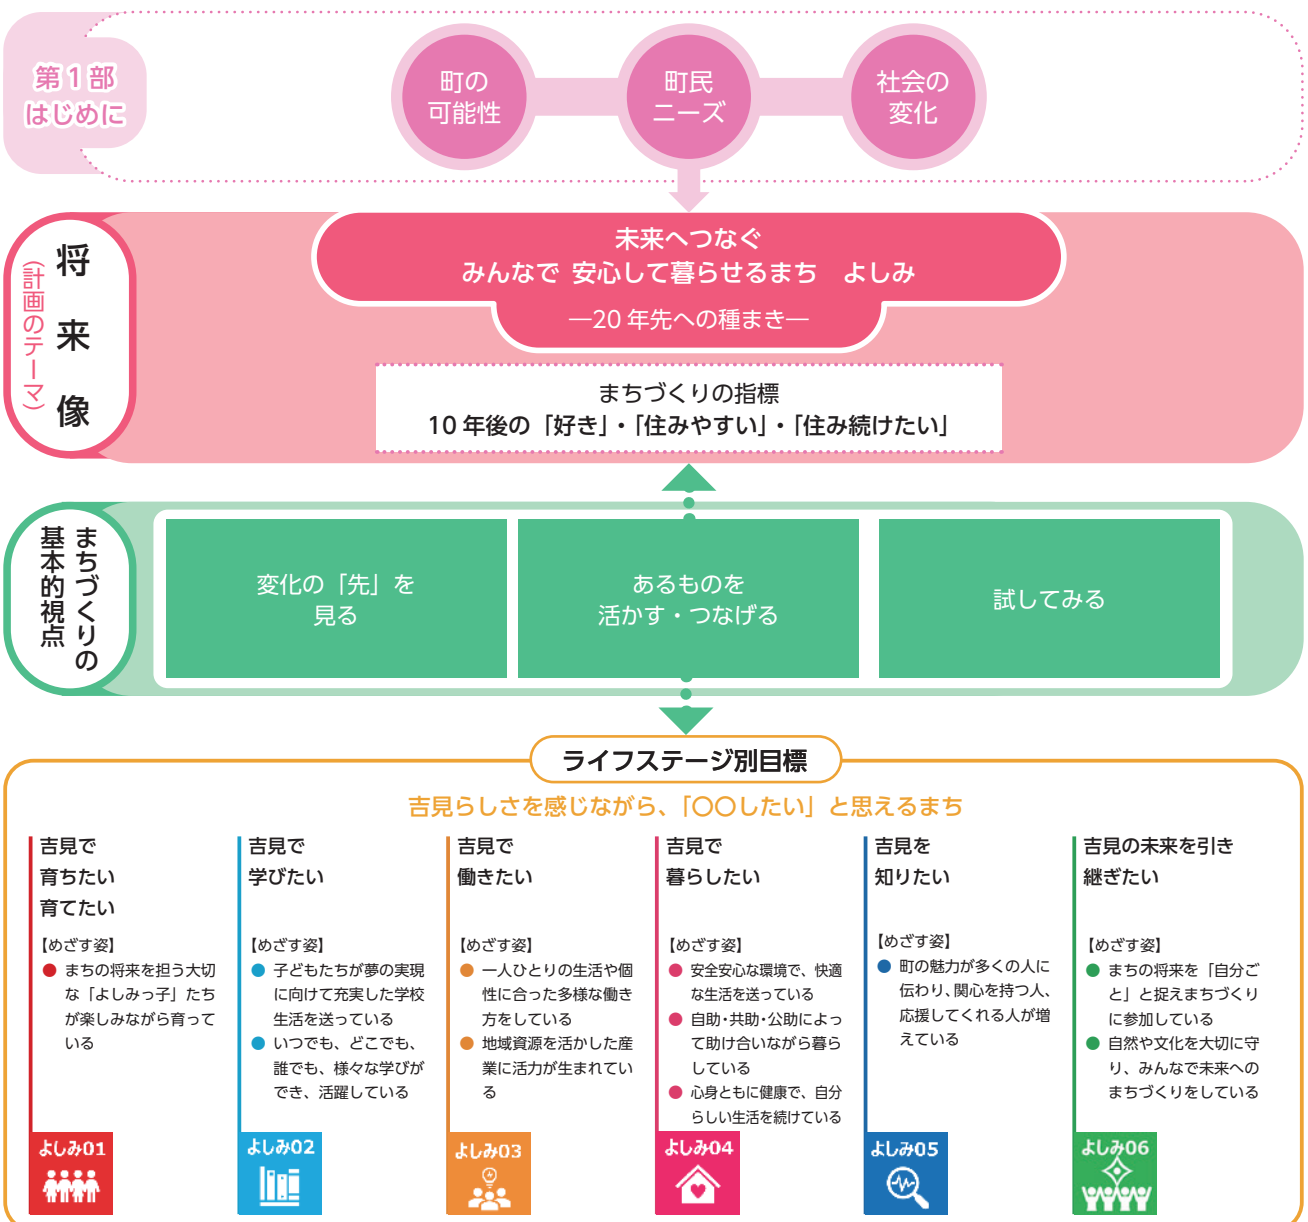 第1部
はじめに
町の
可能性
町民
ニーズ
社会の
変化
将来像
（計画のテーマ）
未来へつなぐ
みんなで 安心して暮らせるまち　よしみ
―20年先への種まき―
まちづくりの指標
10年後の「好き」・「住みやすい」・「住み続けたい」
まちづくりの
基本的視点
変化の「先」を
見る
あるものを
活かす・つなげる
試してみる
ライフステージ別目標
吉見らしさを感じながら、「〇〇したい」と思えるまち
吉見で
育ちたい
育てたい
【めざす姿】
● まちの将来を担う大切
な「よしみっ子」たち
が楽しみながら育って
いる
よしみ01
吉見で
学びたい
【めざす姿】
● 子どもたちが夢の実現
に向けて充実した学校
生活を送っている
● いつでも、どこでも、
誰でも、様々な学びが
でき、活躍している
よしみ02
吉見で
働きたい
【めざす姿】
● 一人ひとりの生活や個
性に合った多様な働き
方をしている
● 地域資源を活かした産
業に活力が生まれてい
る
よしみ03
吉見で
暮らしたい
【めざす姿】
● 安全安心な環境で、快適
な生活を送っている
● 自助・共助・公助によっ
て助け合いながら暮ら
している
● 心身ともに健康で、自分
らしい生活を続けている
よしみ04
吉見を
知りたい
【めざす姿】
● 町の魅力が多くの人に
伝わり、関心を持つ人、
応援してくれる人が増
えている
よしみ05
吉見の未来を引き
継ぎたい
【めざす姿】
● まちの将来を「自分ご
と」と捉えまちづくり
に参加している
● 自然や文化を大切に守
り、みんなで未来への
まちづくりをしている
よしみ06